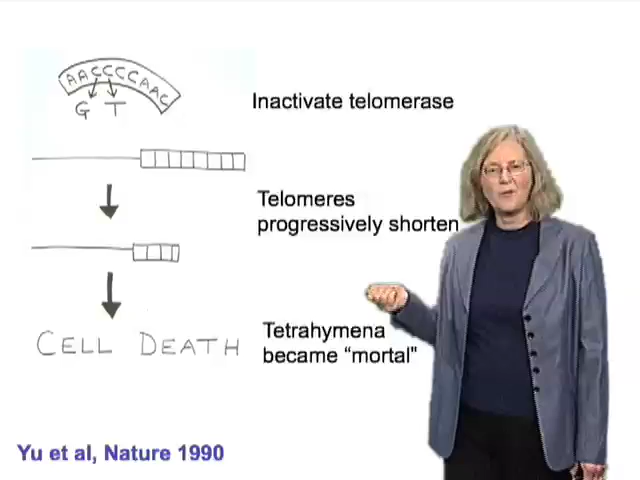 AACCCCAAC
G T
Inactivate telomerase
Telomeres
progressively shorten
CELL DEATH
Tetrahymena
became “mortal"
Yu et al, Nature 1990